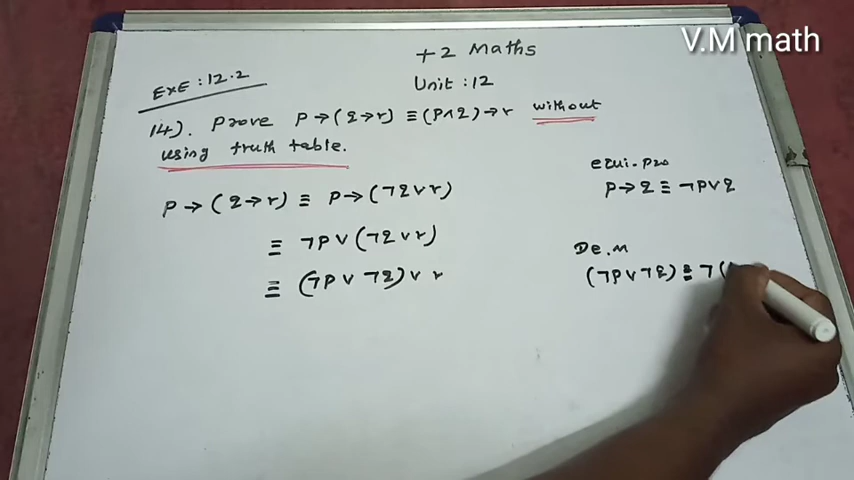 V.M math
+2 Maths
EXE : 12.2
Unit : 12
14). Prove P→(q→r) ≡ (P∧q)→r without
using truth table.
equi. pro
P→(q→r) ≡ P→(¬q∨r)
P→q ≡ ¬P∨q
≡ ¬P∨(¬q∨r)
De.M
≡ (¬P∨¬q)∨r
(¬P∨¬q) ≡ ¬(